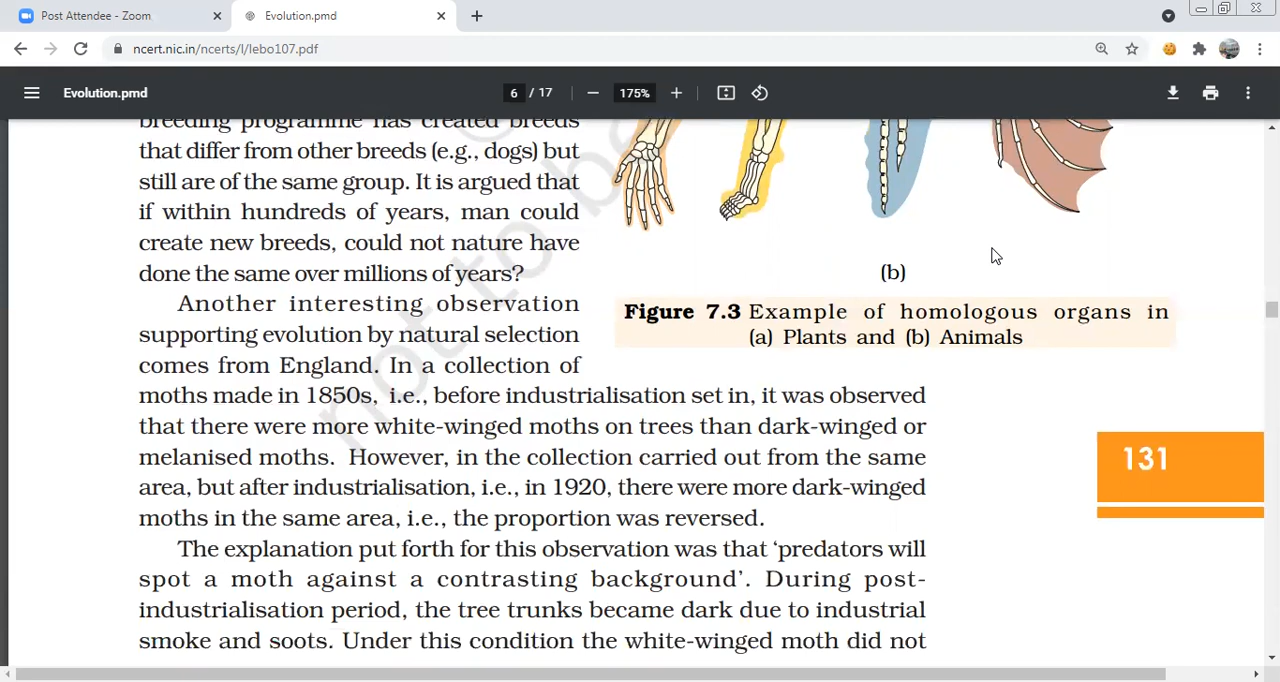 Post Attendee - Zoom
Evolution.pmd
ncert.nic.in/ncerts/l/lebo107.pdf
Evolution.pmd
6 / 17
175%
breeding programme has created breeds
that differ from other breeds (e.g., dogs) but
still are of the same group. It is argued that
if within hundreds of years, man could
create new breeds, could not nature have
done the same over millions of years?
(b)
Figure 7.3 Example of homologous organs in
(a) Plants and (b) Animals
Another interesting observation
supporting evolution by natural selection
comes from England. In a collection of
moths made in 1850s, i.e., before industrialisation set in, it was observed
that there were more white-winged moths on trees than dark-winged or
melanised moths. However, in the collection carried out from the same
area, but after industrialisation, i.e., in 1920, there were more dark-winged
moths in the same area, i.e., the proportion was reversed.
131
The explanation put forth for this observation was that ‘predators will
spot a moth against a contrasting background’. During post-
industrialisation period, the tree trunks became dark due to industrial
smoke and soots. Under this condition the white-winged moth did not
not to be